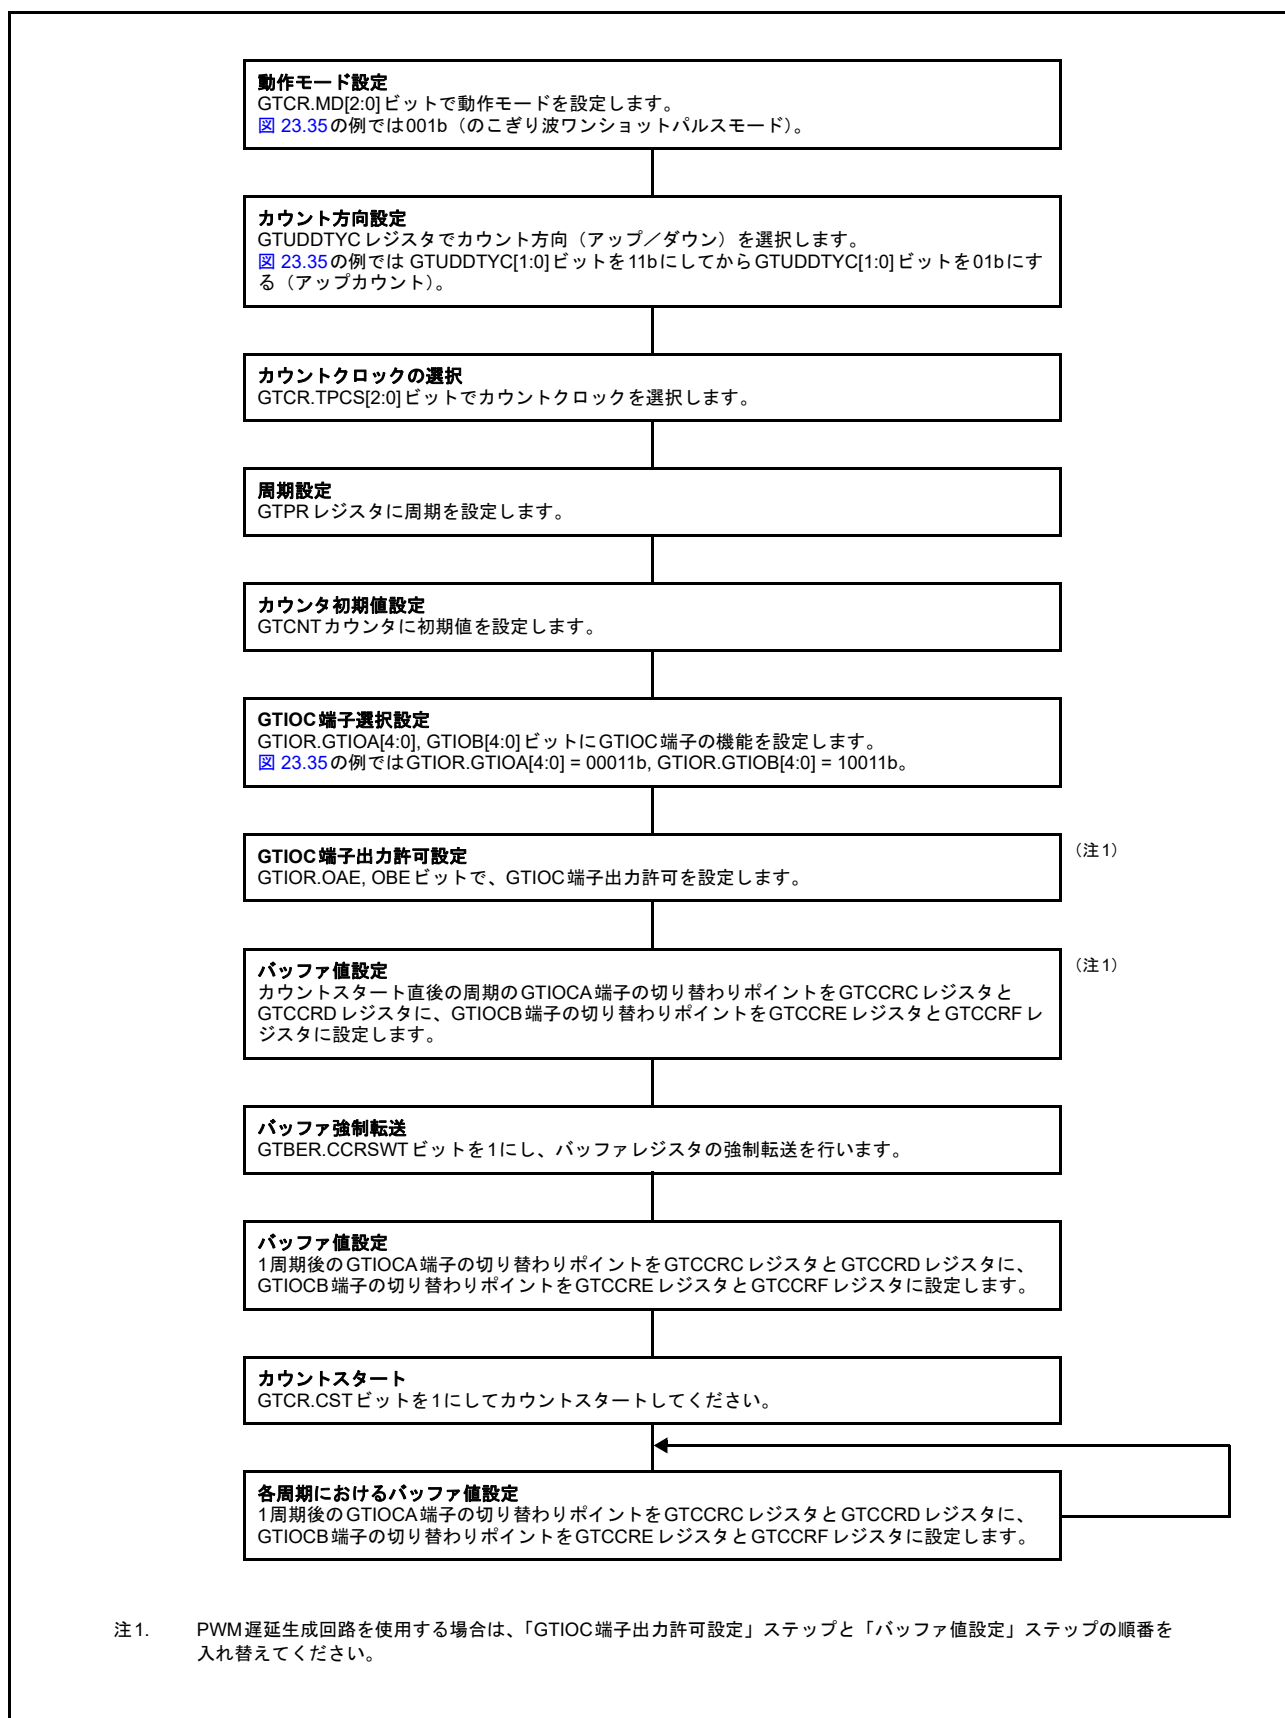 動作モード設定
GTCR.MD[2:0]ビットで動作モードを設定します。
図 23.35の例では001b（のこぎり波ワンショットパルスモード）。
カウント方向設定
GTUDDTYCレジスタでカウント方向（アップ／ダウン）を選択します。
図 23.35の例では GTUDDTYC[1:0]ビットを11bにしてからGTUDDTYC[1:0]ビットを01bにす
る（アップカウント）。
カウントクロックの選択
GTCR.TPCS[2:0]ビットでカウントクロックを選択します。
周期設定
GTPRレジスタに周期を設定します。
カウンタ初期値設定
GTCNTカウンタに初期値を設定します。
GTIOC端子選択設定
GTIOR.GTIOA[4:0], GTIOB[4:0]ビットにGTIOC端子の機能を設定します。
図 23.35の例ではGTIOR.GTIOA[4:0] = 00011b, GTIOR.GTIOB[4:0] = 10011b。
GTIOC端子出力許可設定
GTIOR.OAE, OBEビットで、GTIOC端子出力許可を設定します。
（注1）
バッファ値設定
カウントスタート直後の周期のGTIOCA端子の切り替わりポイントをGTCCRCレジスタと
GTCCRDレジスタに、GTIOCB端子の切り替わりポイントをGTCCREレジスタとGTCCRFレ
ジスタに設定します。
（注1）
バッファ強制転送
GTBER.CCRSWTビットを1にし、バッファレジスタの強制転送を行います。
バッファ値設定
1周期後のGTIOCA端子の切り替わりポイントをGTCCRCレジスタとGTCCRDレジスタに、
GTIOCB端子の切り替わりポイントをGTCCREレジスタとGTCCRFレジスタに設定します。
カウントスタート
GTCR.CSTビットを1にしてカウントスタートしてください。
各周期におけるバッファ値設定
1周期後のGTIOCA端子の切り替わりポイントをGTCCRCレジスタとGTCCRDレジスタに、
GTIOCB端子の切り替わりポイントをGTCCREレジスタとGTCCRFレジスタに設定します。
注1. PWM遅延生成回路を使用する場合は、「GTIOC端子出力許可設定」ステップと「バッファ値設定」ステップの順番を
入れ替えてください。